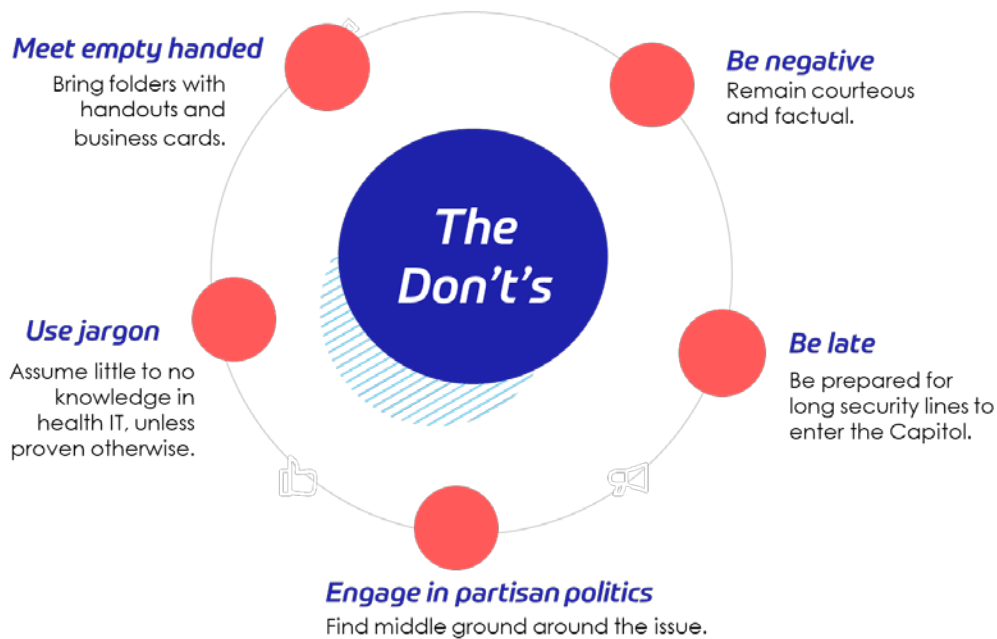 The
Don't's
Meet empty handed
Bring folders with
handouts and
business cards.
Be negative
Remain courteous
and factual.
Use jargon
Assume little to no
knowledge in
health IT, unless
proven otherwise.
Be late
Be prepared for
long security lines to
enter the Capitol.
Engage in partisan politics
Find middle ground around the issue.